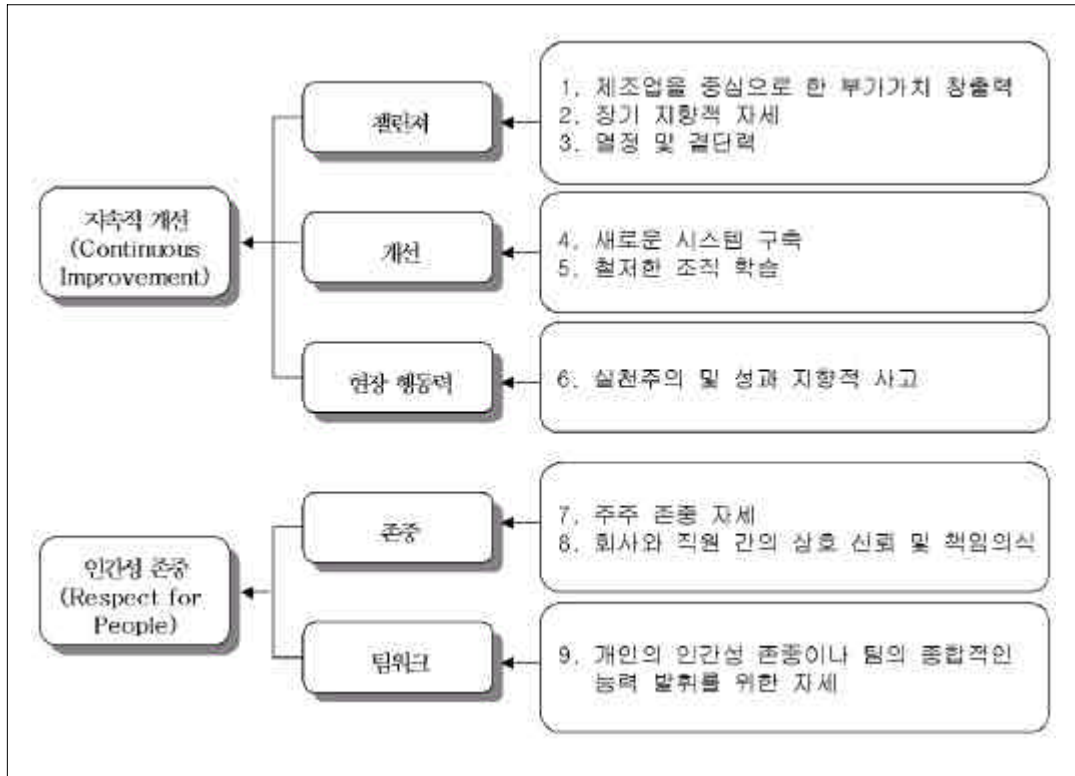 챌린저
1. 제조업을 중심으로 한 부가가치 창출력
2. 장기 지향적 자세
3. 열정 및 결단력
지속적 개선
(Continuous
Improvement)
개선
4. 새로운 시스템 구축
5. 철저한 조직 학습
현장 행동력
6. 실천주의 및 성과 지향적 사고
존중
7. 주주 존중 자세
8. 회사와 직원 간의 상호 신뢰 및 책임의식
인간성 존중
(Respect for
People)
팀워크
9. 개인의 인간성 존중이나 팀의 종합적인
능력 발휘를 위한 자세